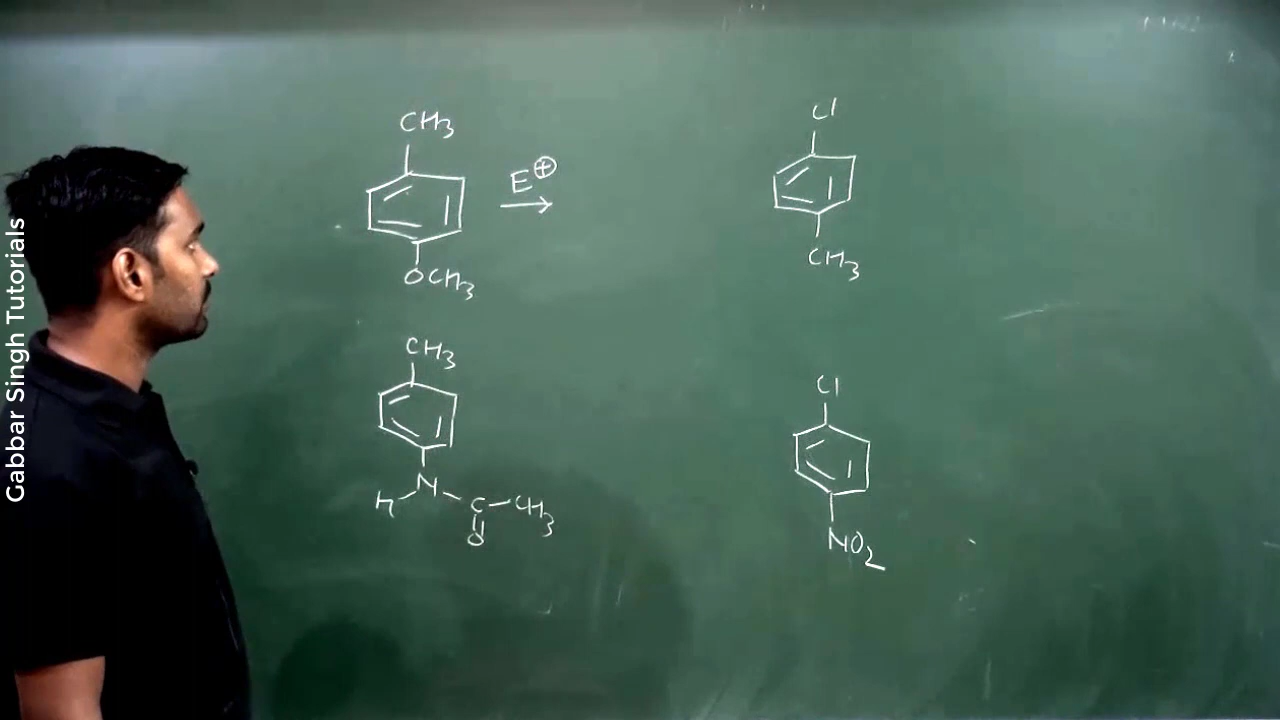 Gabbar Singh Tutorials
CH3
E⊕
OCH3
CH3
H N C CH3
O
Cl
CH3
Cl
NO2